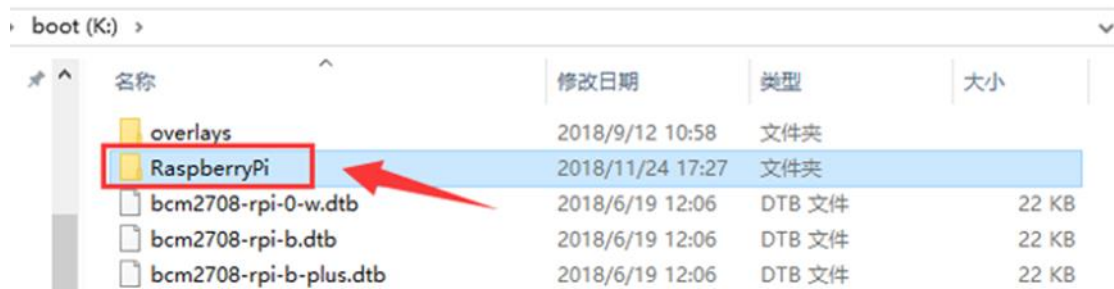 boot (K:)
名称 修改日期 类型 大小
overlays 2018/9/12 10:58 文件夹
RaspberryPi 2018/11/24 17:27 文件夹
bcm2708-rpi-0-w.dtb 2018/6/19 12:06 DTB 文件 22 KB
bcm2708-rpi-b.dtb 2018/6/19 12:06 DTB 文件 22 KB
bcm2708-rpi-b-plus.dtb 2018/6/19 12:06 DTB 文件 22 KB